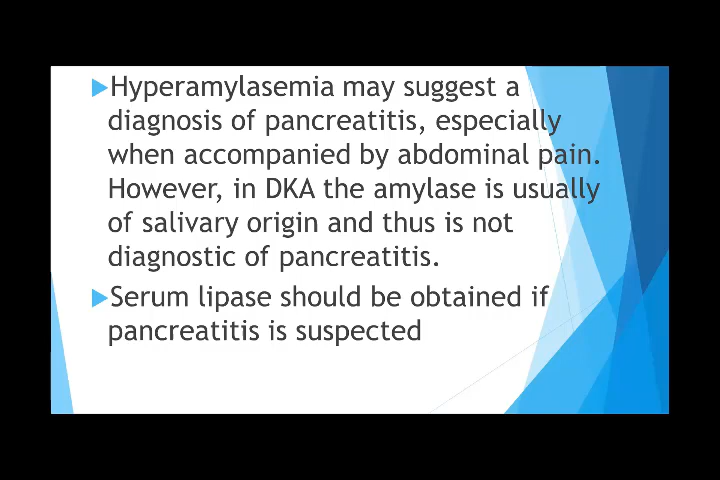 Hyperamylasemia may suggest a
diagnosis of pancreatitis, especially
when accompanied by abdominal pain.
However, in DKA the amylase is usually
of salivary origin and thus is not
diagnostic of pancreatitis.
Serum lipase should be obtained if
pancreatitis is suspected